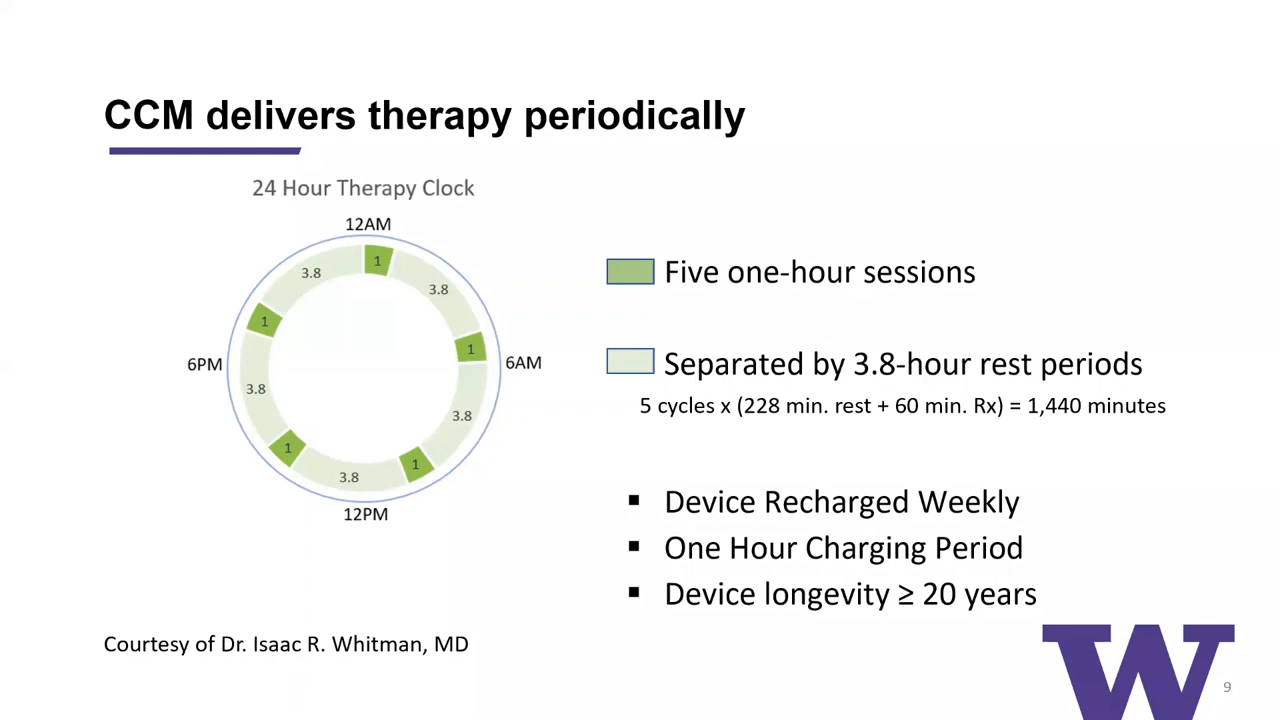 CCM delivers therapy periodically
24 Hour Therapy Clock
12AM
1
3.8
1
6AM
3.8
1
12PM
3.8
1
3.8
6PM
1
3.8
Five one-hour sessions
Separated by 3.8-hour rest periods
5 cycles x (228 min. rest + 60 min. Rx) = 1,440 minutes
▪ Device Recharged Weekly
▪ One Hour Charging Period
▪ Device longevity ≥ 20 years
Courtesy of Dr. Isaac R. Whitman, MD
W
9